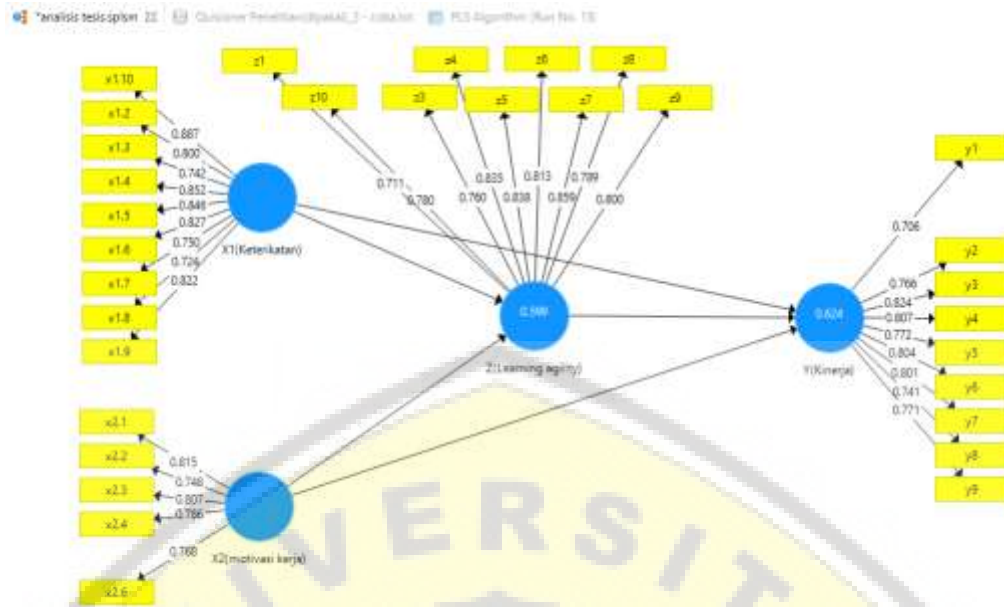 *analisis tesis.splsm
PLS Algorithm (Run No. 13)
z1
z4
z6
z8
z10
z3
z5
z7
z9
x1.10
x1.2
x1.3
x1.4
x1.5
x1.6
x1.7
x1.8
x1.9
0.887
0.800
0.742
0.852
0.846
0.827
0.750
0.724
0.822
X1(Keterikatan)
0.711
0.780
0.760
0.835
0.838
0.813
0.859
0.789
0.800
0.599
Z(Learning agility)
y1
y2
y3
y4
y5
y6
y7
y8
y9
0.706
0.766
0.824
0.807
0.772
0.804
0.801
0.741
0.771
0.624
Y(Kinerja)
x2.1
x2.2
x2.3
x2.4
x2.6
0.815
0.748
0.807
0.786
0.768
X2(motivasi kerja)
VERSIT